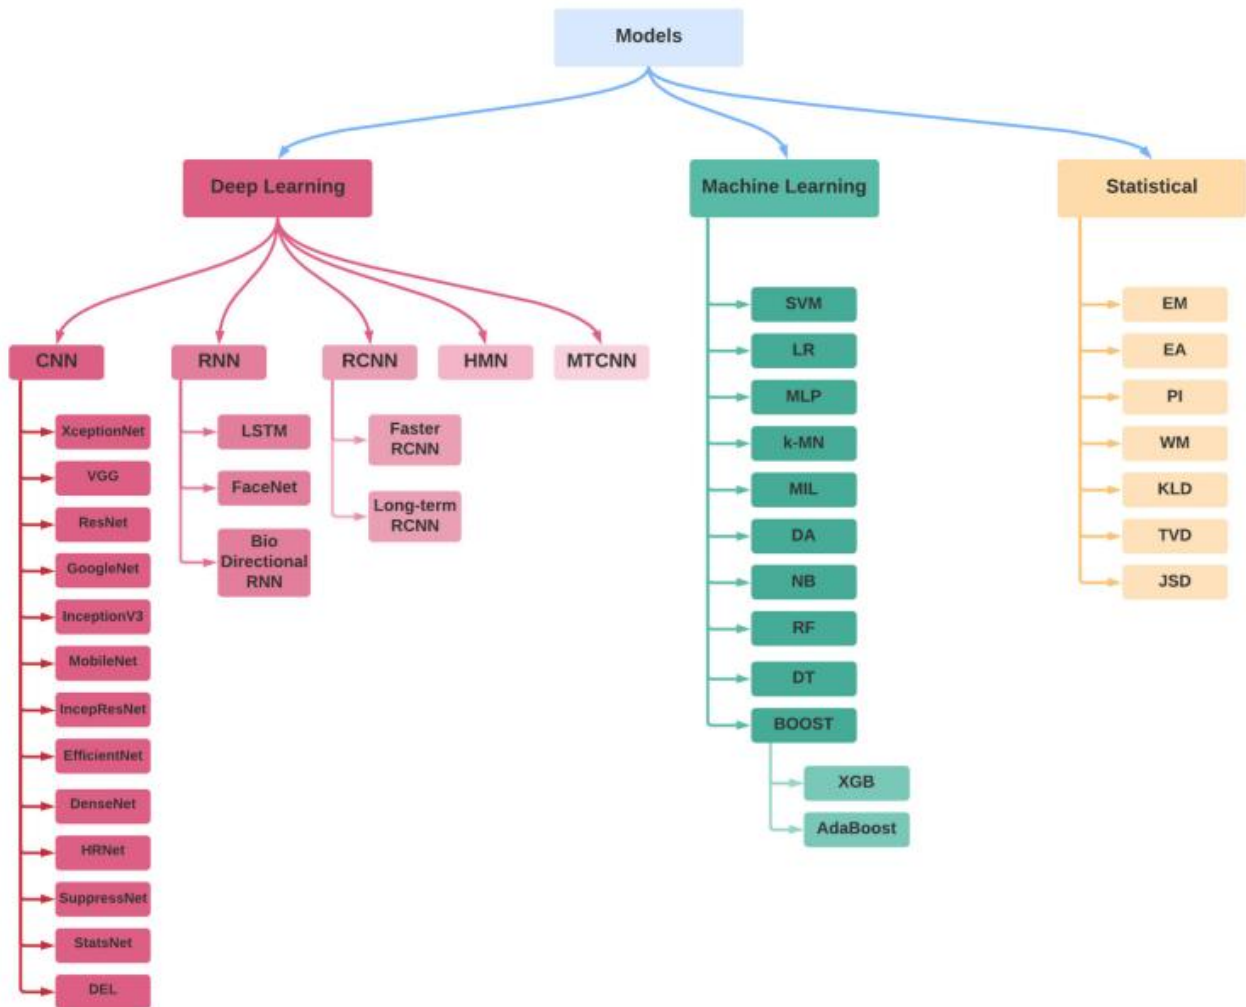 Models
Deep Learning
Machine Learning
Statistical
CNN
RNN
RCNN
HMN
MTCNN
XceptionNet
VGG
ResNet
GoogleNet
InceptionV3
MobileNet
IncepResNet
EfficientNet
DenseNet
HRNet
SuppressNet
StatsNet
DEL
LSTM
FaceNet
Bio
Directional
RNN
Faster
RCNN
Long-term
RCNN
SVM
LR
MLP
k-MN
MIL
DA
NB
RF
DT
BOOST
XGB
AdaBoost
EM
EA
PI
WM
KLD
TVD
JSD